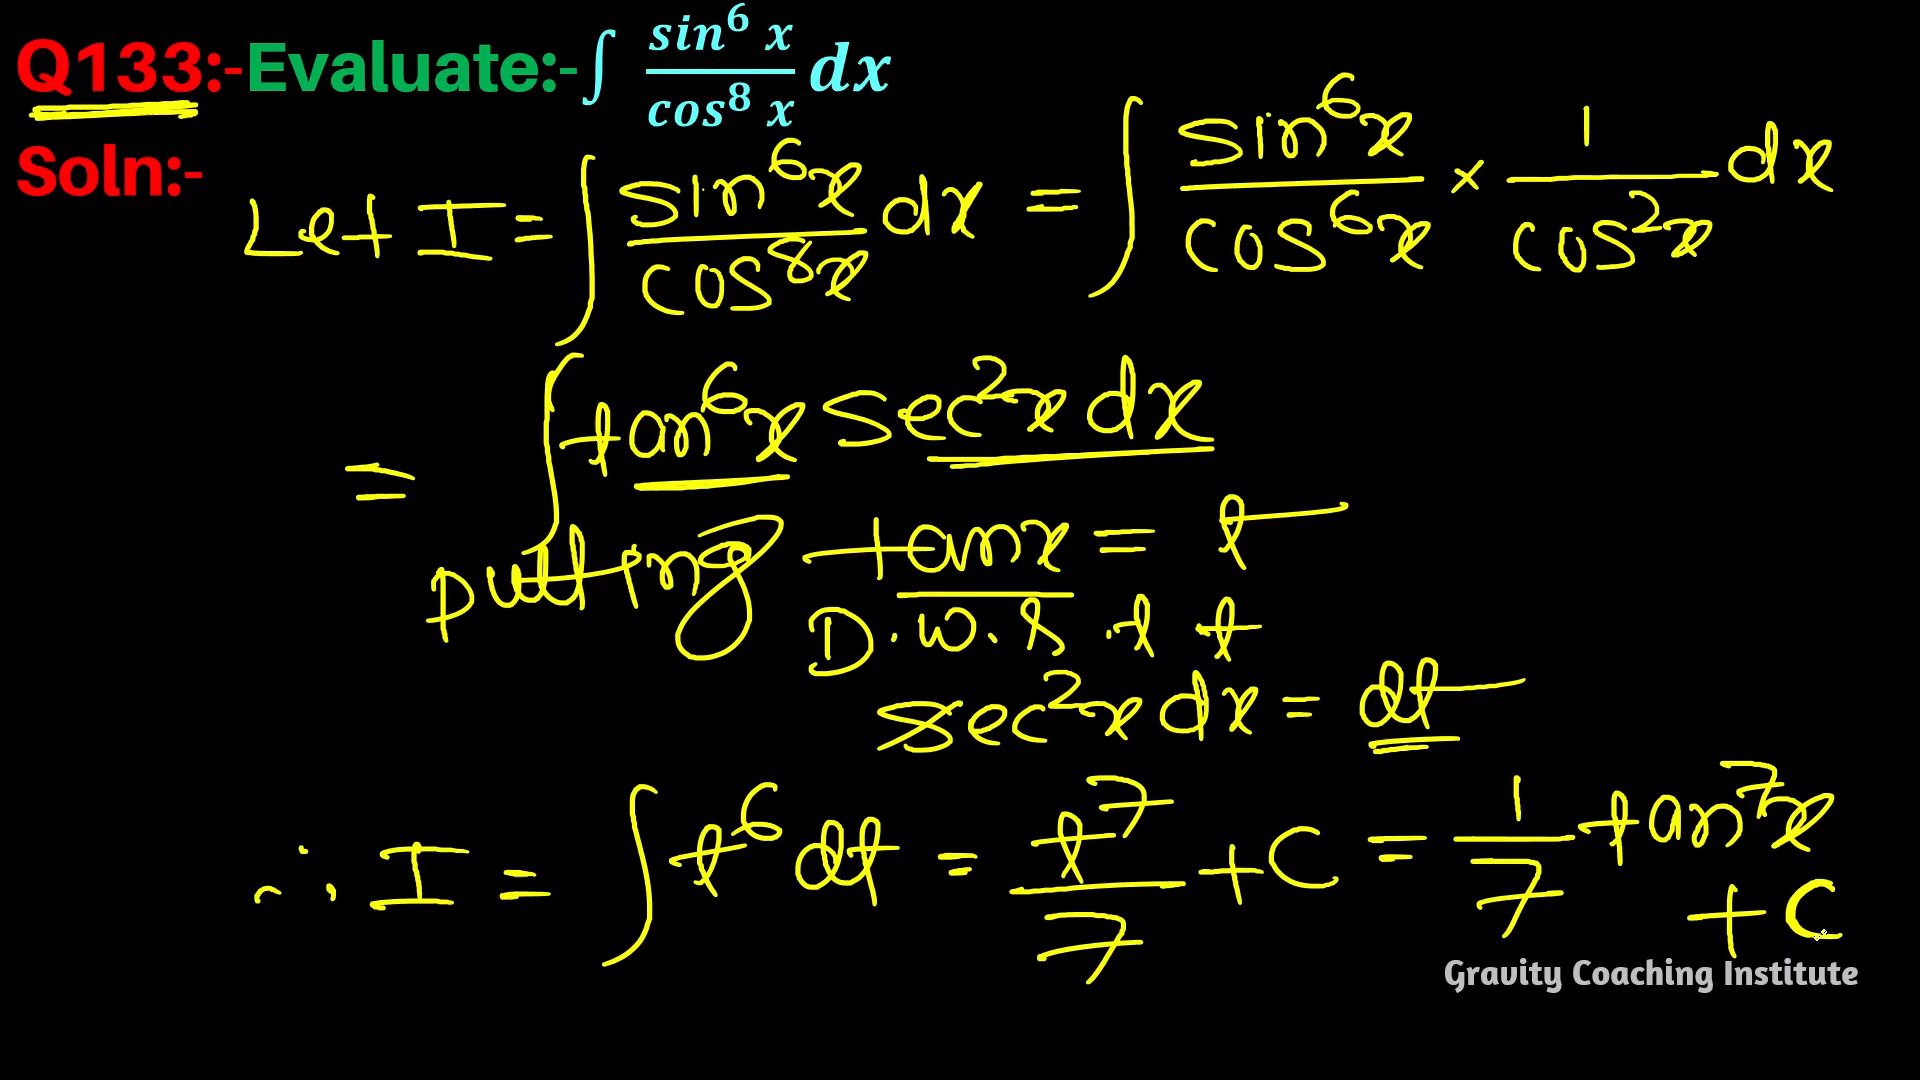 Q133:-Evaluate:-∫ sin⁶ x / cos⁸ x dx
Soln:-
Let I = ∫ sin⁶x / cos⁸x dx = ∫ sin⁶x / cos⁶x × 1 / cos²x dx
= ∫ tan⁶x sec²x dx
putting tanx = t
D.W.R.t t
sec²x dx = dt
∴ I = ∫ t⁶ dt = t⁷ / 7 + C = 1 / 7 tan⁷x + C
Gravity Coaching Institute